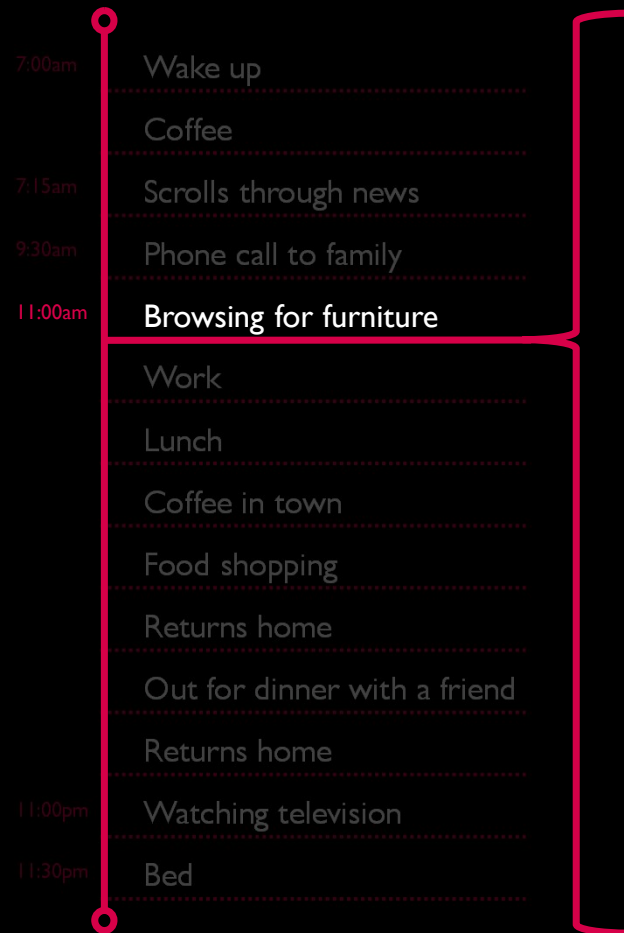 7:00am Wake up
Coffee
7:15am Scrolls through news
9:30am Phone call to family
11:00am Browsing for furniture
Work
Lunch
Coffee in town
Food shopping
Returns home
Out for dinner with a friend
Returns home
11:00pm Watching television
11:30pm Bed